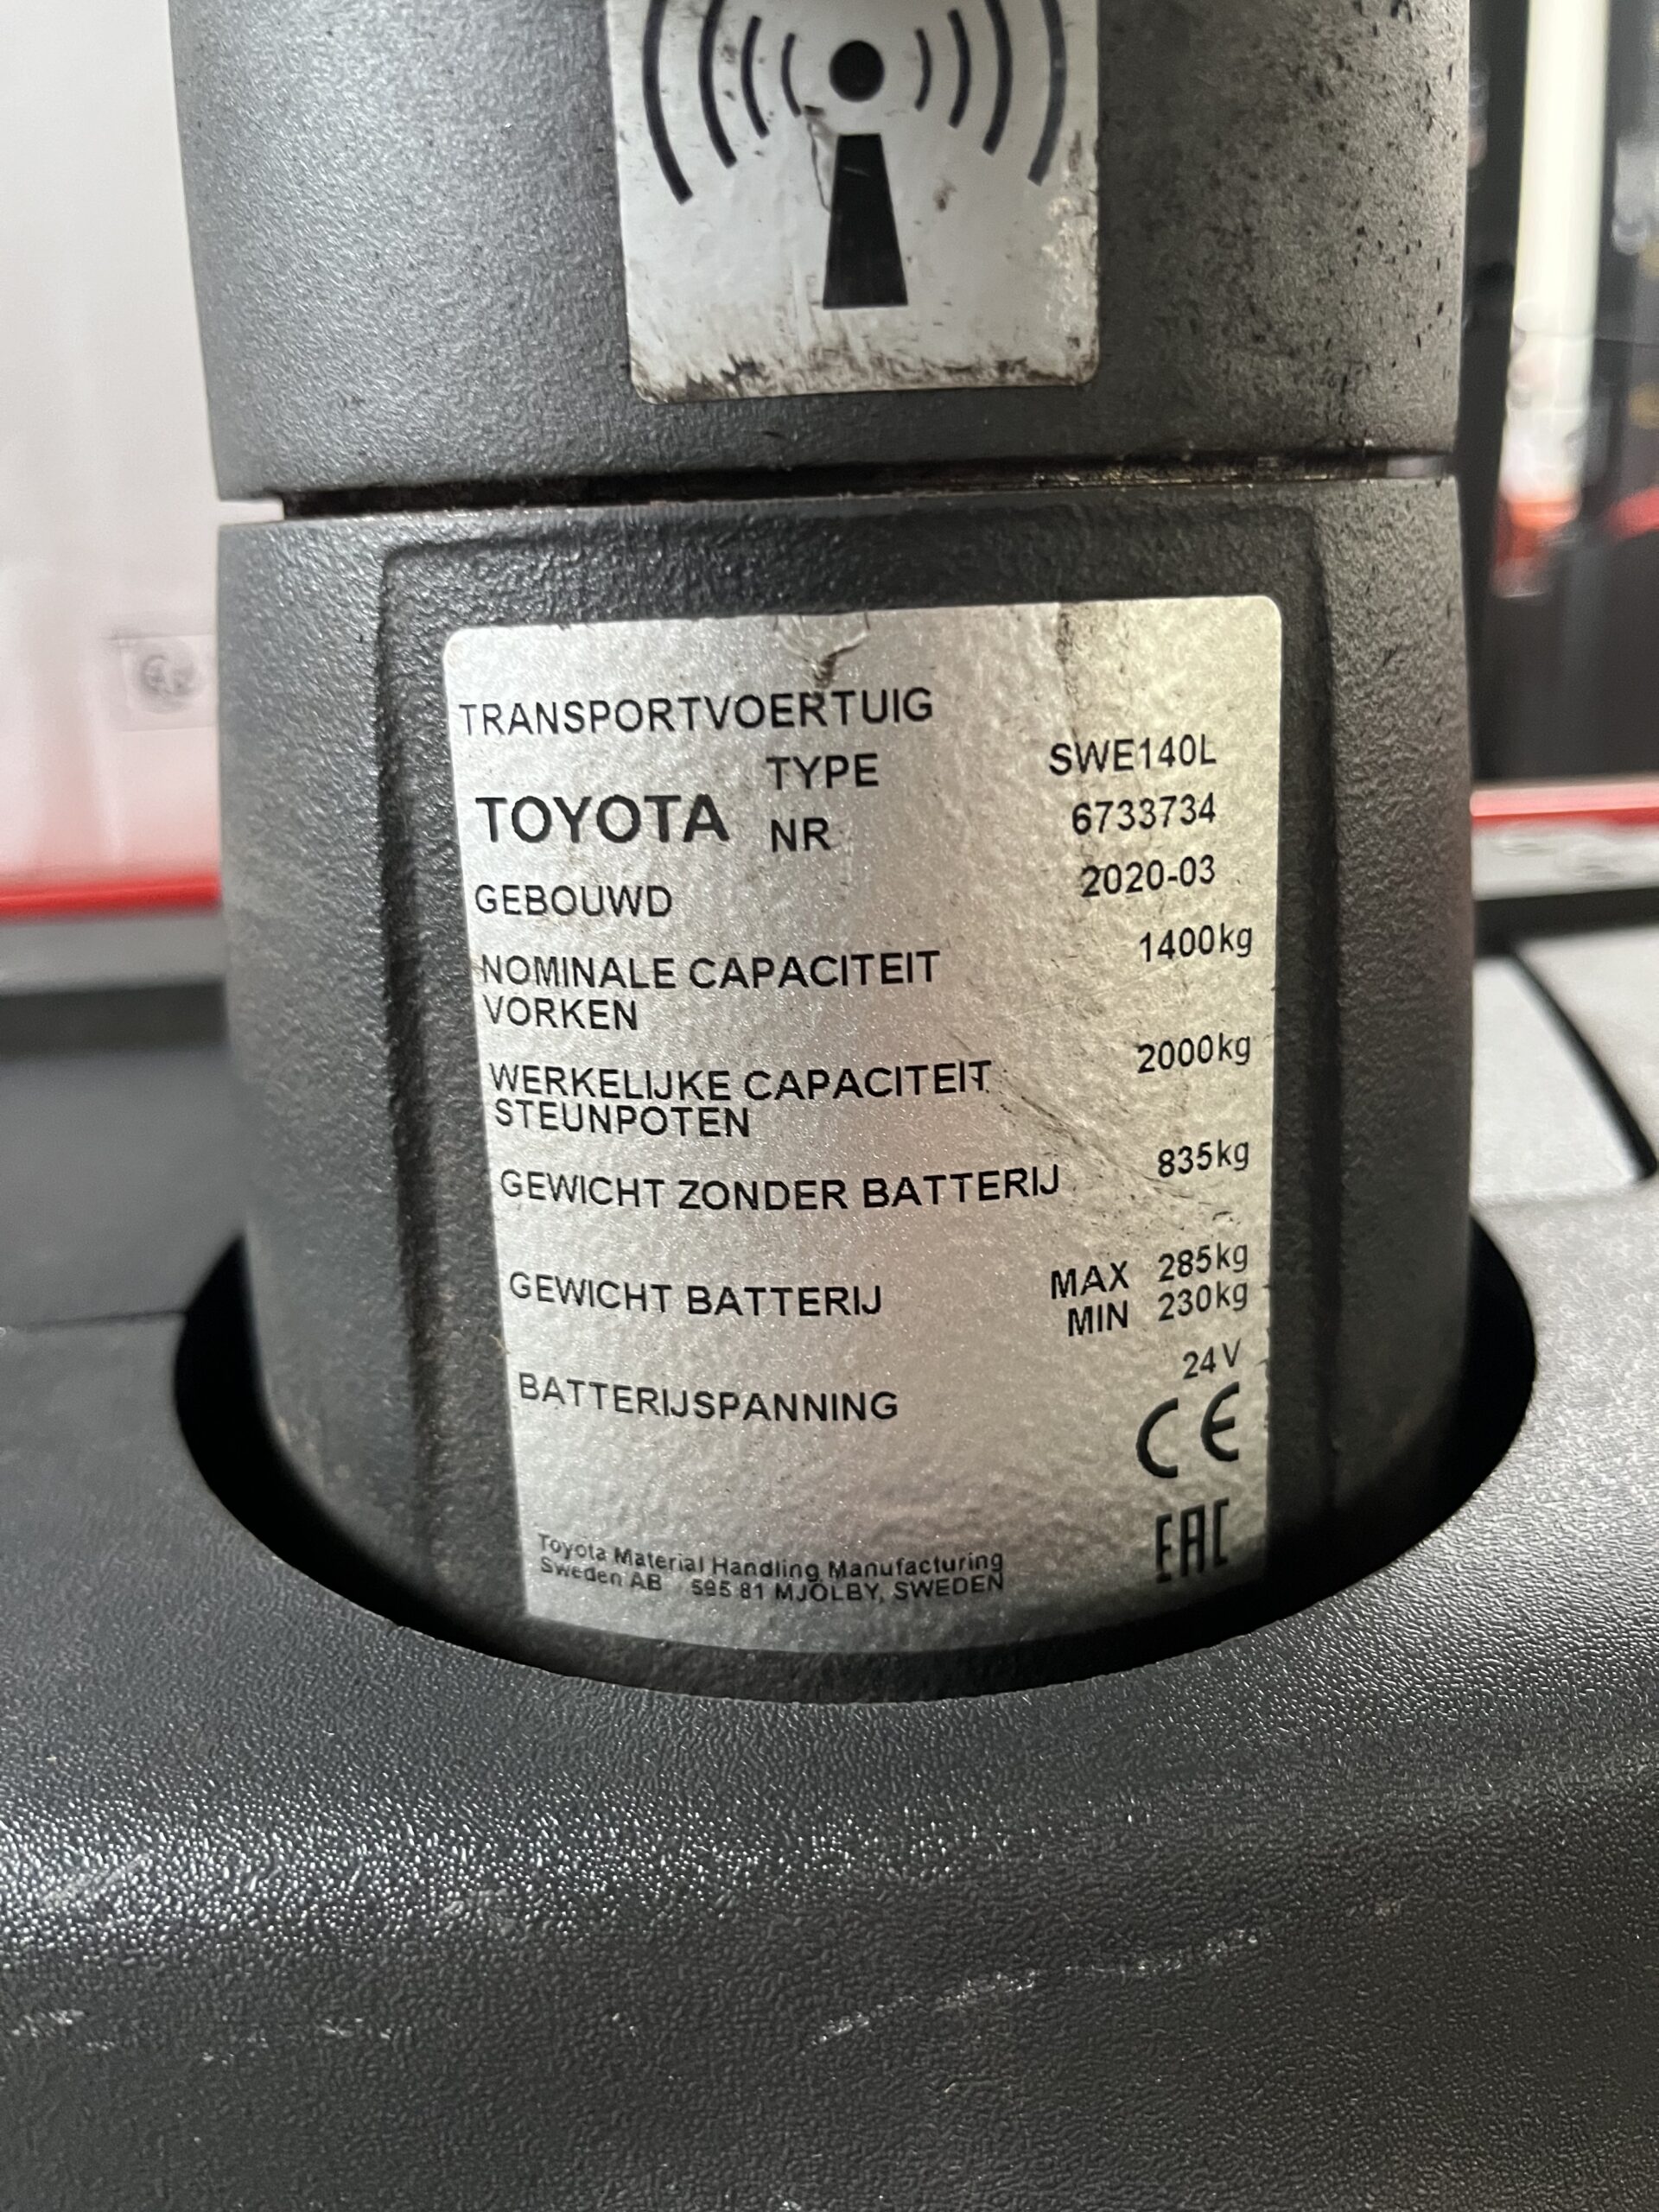 TRANSPORTVOERTUIG
TYPE SWE140L
TOYOTA NR 6733734
GEBOUWD 2020-03
NOMINALE CAPACITEIT 1400kg
VORKEN
WERKELIJKE CAPACITEIT 2000kg
STEUNPOTEN
GEWICHT ZONDER BATTERIJ 835kg
GEWICHT BATTERIJ MAX 285kg
MIN 230kg
BATTERIJSPANNING 24V
CE
EAC
Toyota Material Handling Manufacturing
Sweden AB 595 81 MJÖLBY, SWEDEN